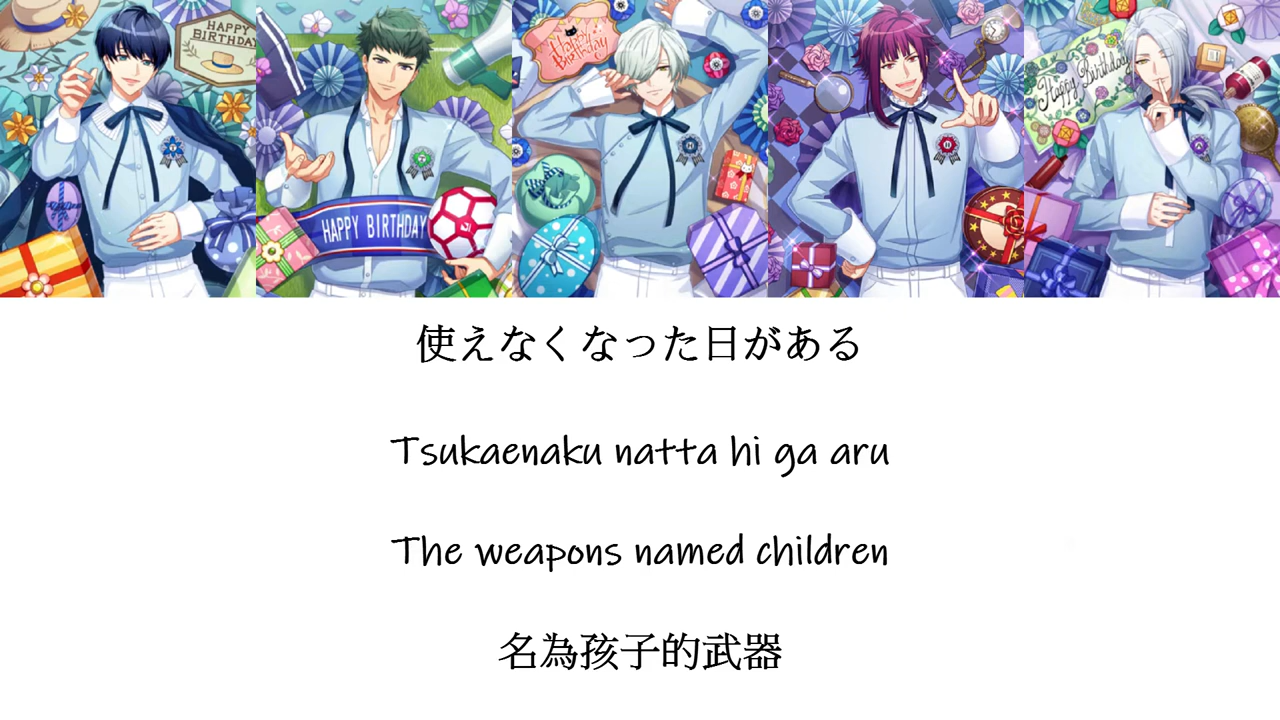 HAPPY BIRTHDAY
HAPPY BIRTHDAY
Happy Birthday
Happy Birthday
使えなくなった日がある
Tsukaenaku natta hi ga aru
The weapons named children
名為孩子的武器